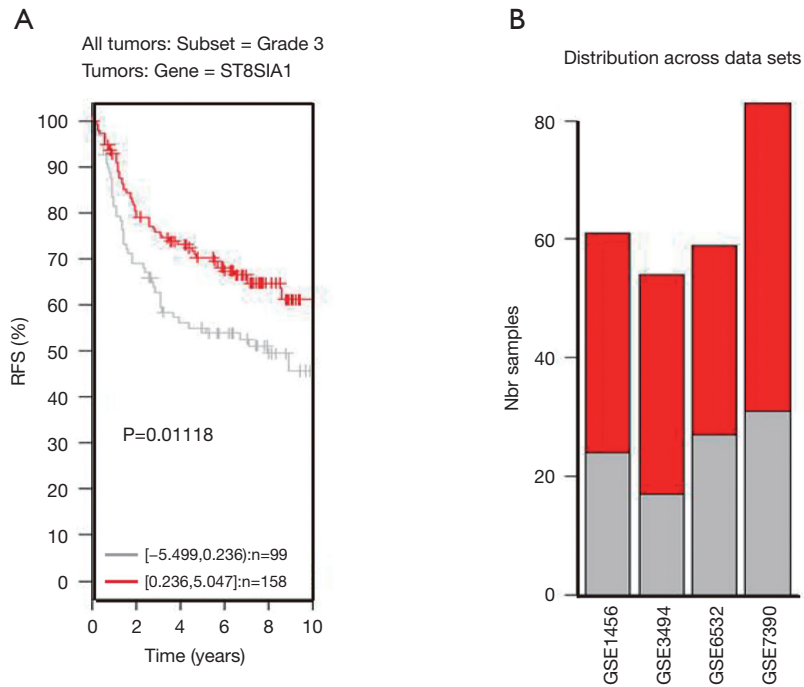 A
All tumors: Subset = Grade 3
Tumors: Gene = ST8SIA1
100
90
80
70
60
50
40
30
20
10
0
RFS (%)
P=0.01118
[−5.499,0.236):n=99
[0.236,5.047]:n=158
0 2 4 6 8 10
Time (years)
B
Distribution across data sets
80
60
40
20
0
Nbr samples
GSE1456
GSE3494
GSE6532
GSE7390